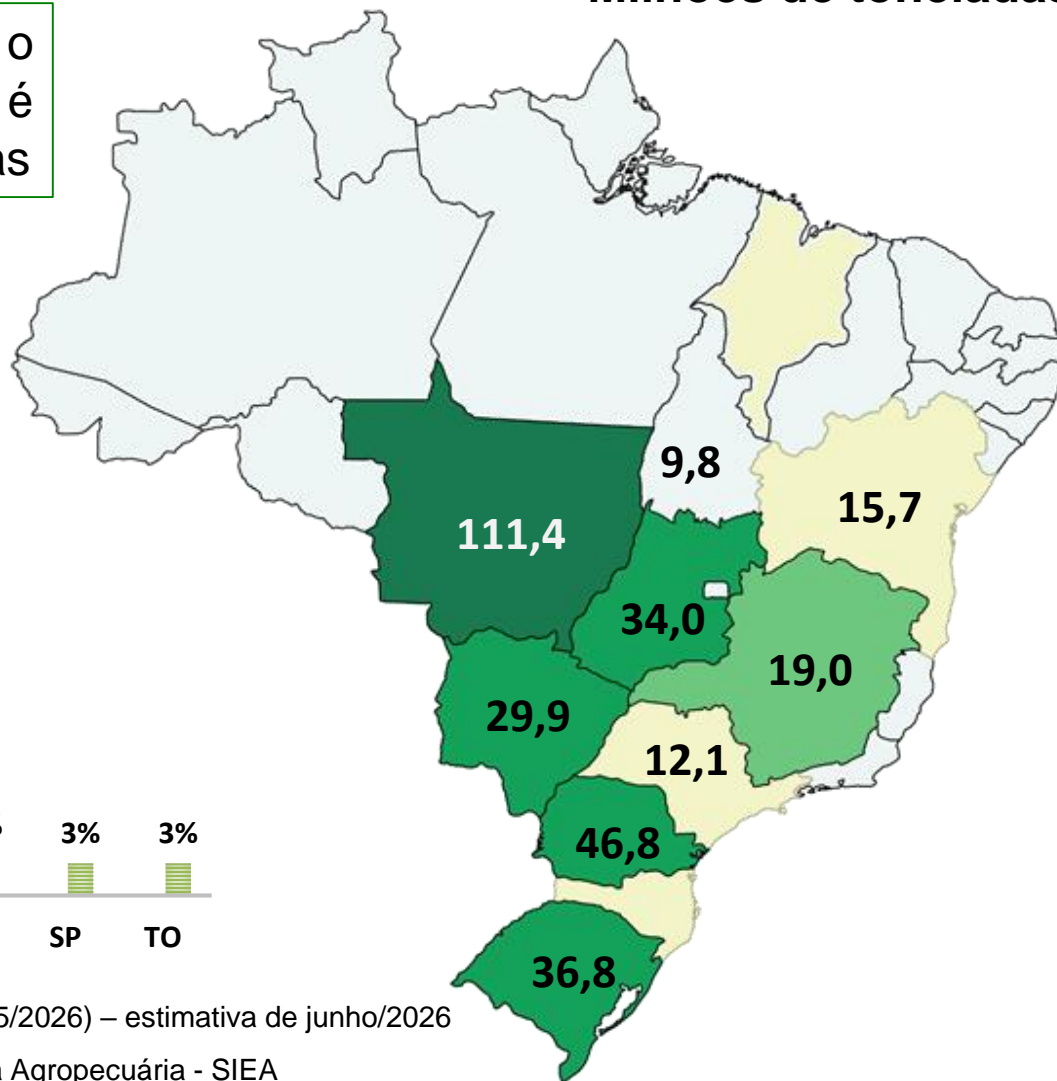 o
é
9,8
15,7
111,4
34,0
19,0
29,9
12,1
46,8
3% 3%
SP TO
36,8
5/2026) – estimativa de junho/2026
Agropecuária - SIEA